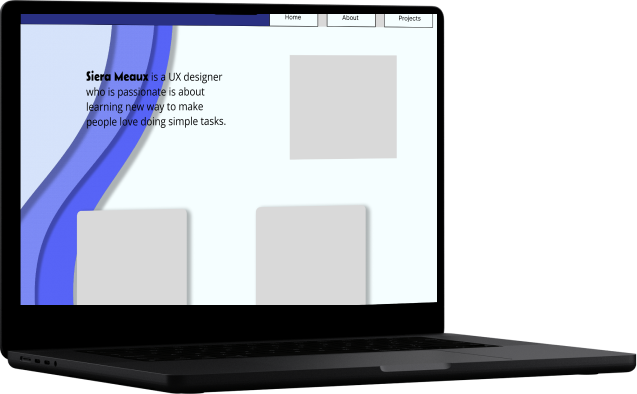 Home About Projects
Siera Meaux is a UX designer
who is passionate is about
learning new way to make
people love doing simple tasks.